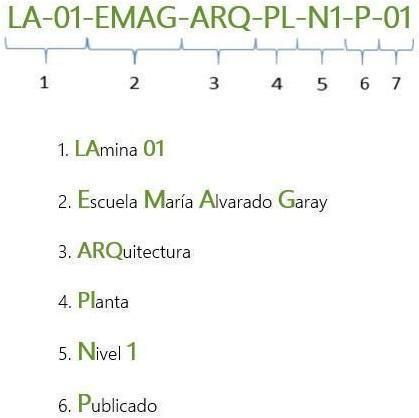 LA-01-EMAG-ARQ-PL-N1-P-01
1 2 3 4 5 6 7
1. LAmina 01
2. Escuela María Alvarado Garay
3. ARQuitectura
4. Planta
5. Nivel 1
6. Publicado